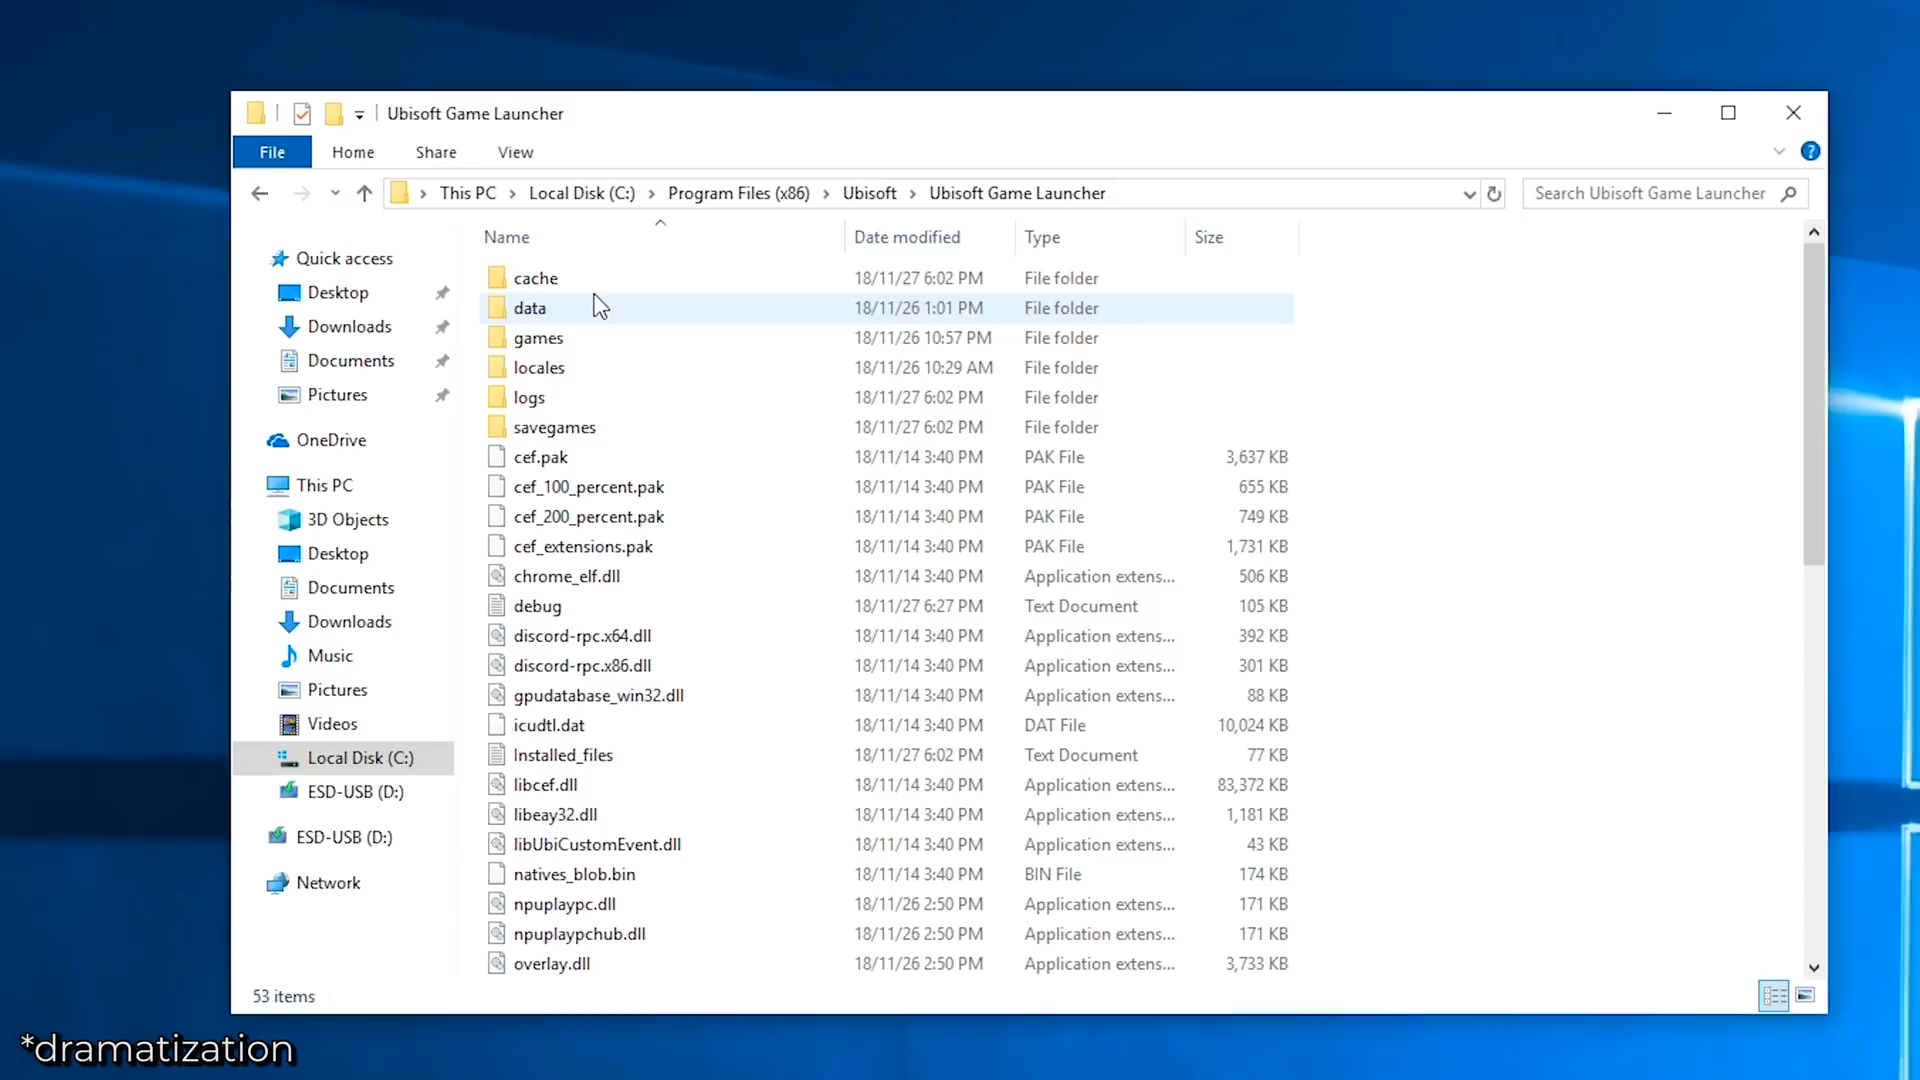 Ubisoft Game Launcher
File Home Share View
This PC Local Disk (C:) Program Files (x86) Ubisoft Ubisoft Game Launcher Search Ubisoft Game Launcher
Name Date modified Type Size
Quick access
Desktop
Downloads
Documents
Pictures
OneDrive
This PC
3D Objects
Desktop
Documents
Downloads
Music
Pictures
Videos
Local Disk (C:)
ESD-USB (D:)
ESD-USB (D:)
Network
cache 18/11/27 6:02 PM File folder
data 18/11/26 1:01 PM File folder
games 18/11/26 10:57 PM File folder
locales 18/11/26 10:29 AM File folder
logs 18/11/27 6:02 PM File folder
savegames 18/11/27 6:02 PM File folder
cef.pak 18/11/14 3:40 PM PAK File 3,637 KB
cef_100_percent.pak 18/11/14 3:40 PM PAK File 655 KB
cef_200_percent.pak 18/11/14 3:40 PM PAK File 749 KB
cef_extensions.pak 18/11/14 3:40 PM PAK File 1,731 KB
chrome_elf.dll 18/11/14 3:40 PM Application extens... 506 KB
debug 18/11/27 6:27 PM Text Document 105 KB
discord-rpc.x64.dll 18/11/14 3:40 PM Application extens... 392 KB
discord-rpc.x86.dll 18/11/14 3:40 PM Application extens... 301 KB
gpudatabase_win32.dll 18/11/14 3:40 PM Application extens... 88 KB
icudtl.dat 18/11/14 3:40 PM DAT File 10,024 KB
Installed_files 18/11/27 6:02 PM Text Document 77 KB
libcef.dll 18/11/14 3:40 PM Application extens... 83,372 KB
libeay32.dll 18/11/14 3:40 PM Application extens... 1,181 KB
libUbiCustomEvent.dll 18/11/14 3:40 PM Application extens... 43 KB
natives_blob.bin 18/11/14 3:40 PM BIN File 174 KB
npuplaypc.dll 18/11/26 2:50 PM Application extens... 171 KB
npuplaypchub.dll 18/11/26 2:50 PM Application extens... 171 KB
overlay.dll 18/11/26 2:50 PM Application extens... 3,733 KB
53 items
*dramatization